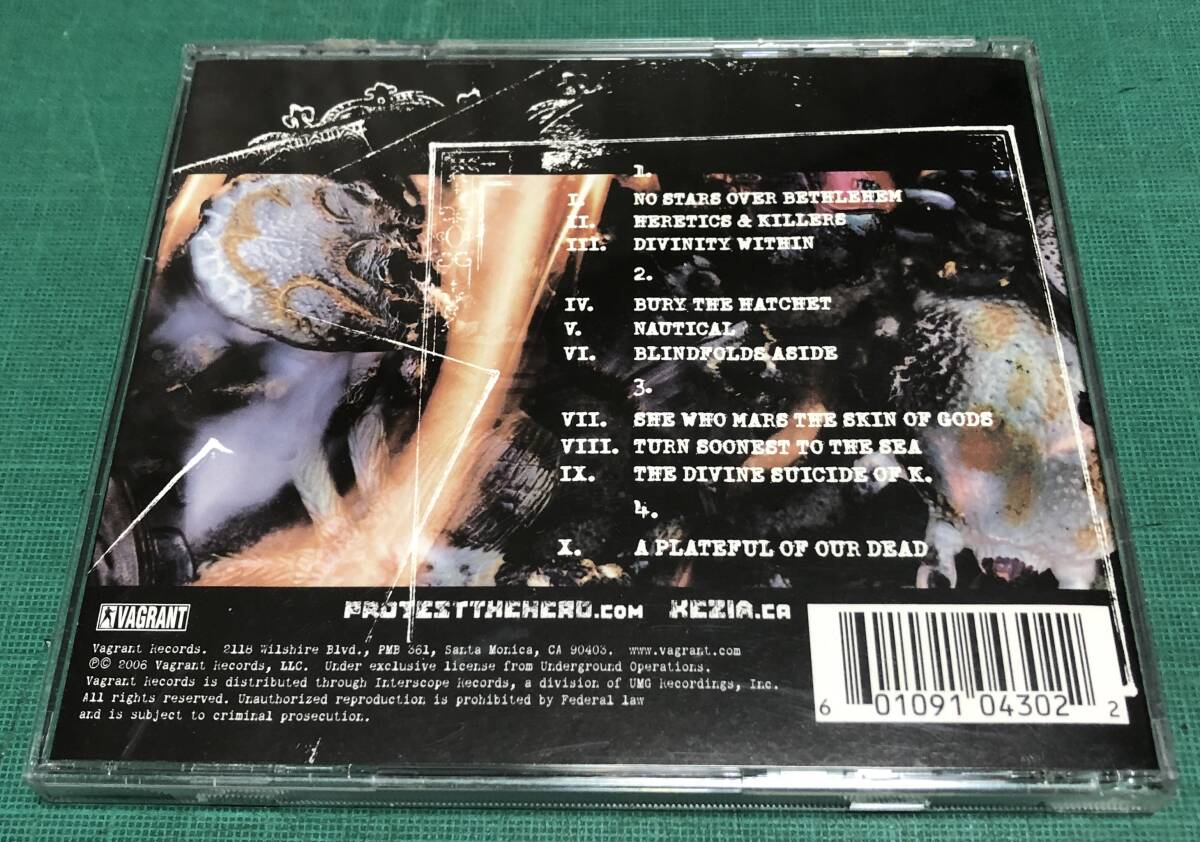 1.
I. NO STARS OVER BETHLEHEM
II. HERETICS & KILLERS
III. DIVINITY WITHIN
2.
IV. BURY THE HATCHET
V. NAUTICAL
VI. BLINDFOLDS ASIDE
3.
VII. SHE WHO MARS THE SKIN OF GODS
VIII. TURN SOONEST TO THE SEA
IX. THE DIVINE SUICIDE OF K.
4.
X. A PLATEFUL OF OUR DEAD
VAGRANT
PROTESTTHEHERO.COM KEZIA.CA
Vagrant Records. 2118 Wilshire Blvd., PMB 361, Santa Monica, CA 90403. www.vagrant.com
℗© 2006 Vagrant Records, LLC. Under exclusive license from Underground Operations.
Vagrant Records is distributed through Interscope Records, a division of UMG Recordings, Inc.
All rights reserved. Unauthorized reproduction is prohibited by Federal law
and is subject to criminal prosecution.
6 01091 04302 2